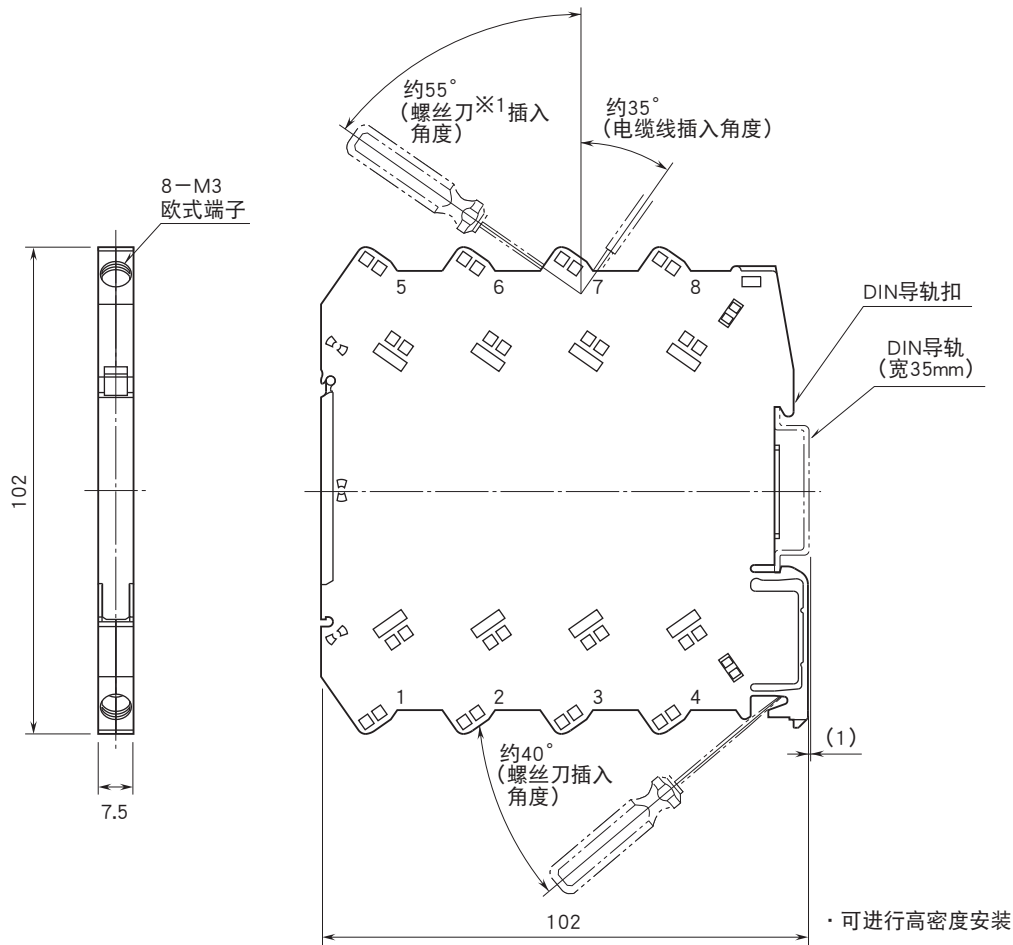 约55°
（螺丝刀※1插入
角度）
约35°
（电缆线插入角度）
8－M3
欧式端子
5
6
7
8
DIN导轨扣
DIN导轨
（宽35mm）
102
1
2
3
4
（1）
约40°
（螺丝刀插入
角度）
7.5
102
・可进行高密度安装